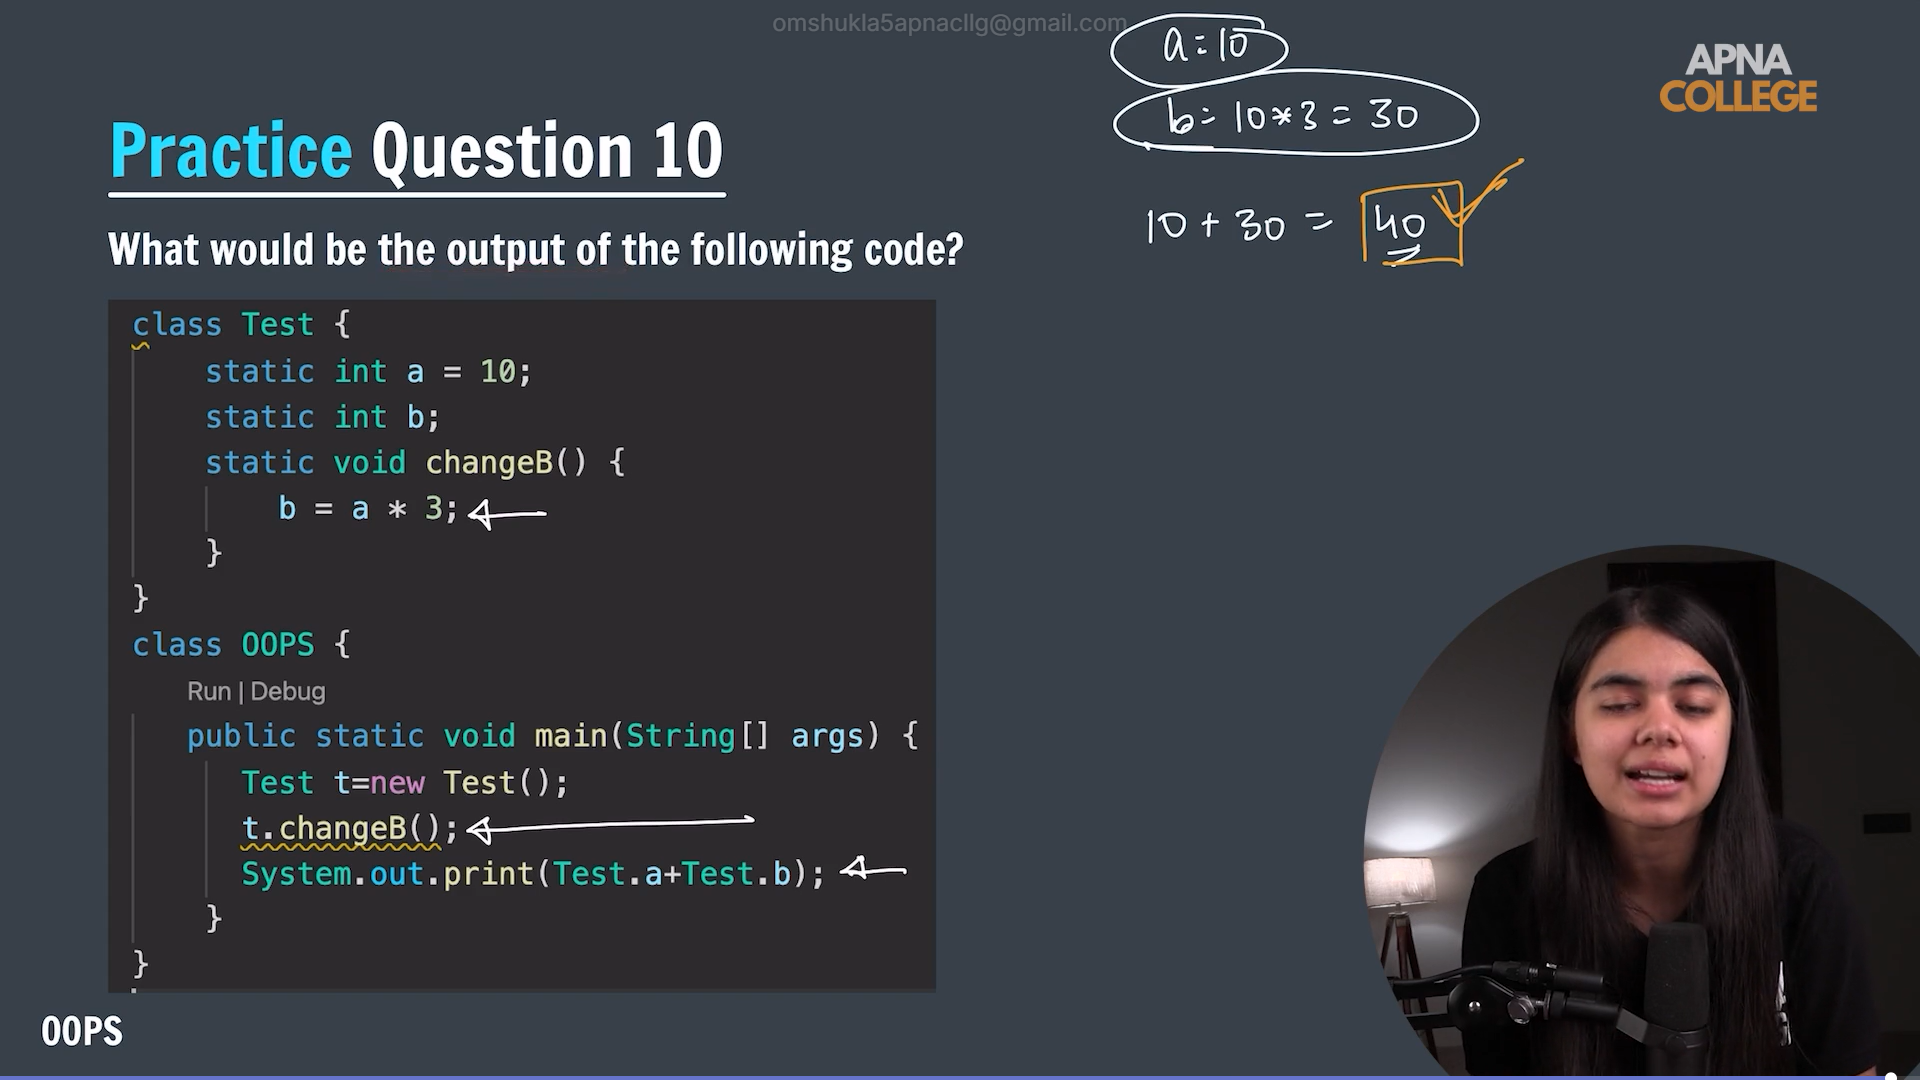 omshukla5apnacllg@gmail.com
a = 10
b = 10*3 = 30
10 + 30 = 40
APNA
COLLEGE
Practice Question 10
What would be the output of the following code?
class Test {
static int a = 10;
static int b;
static void changeB() {
b = a * 3;
}
}
class OOPS {
Run | Debug
public static void main(String[] args) {
Test t=new Test();
t.changeB();
System.out.print(Test.a+Test.b);
}
}
OOPS